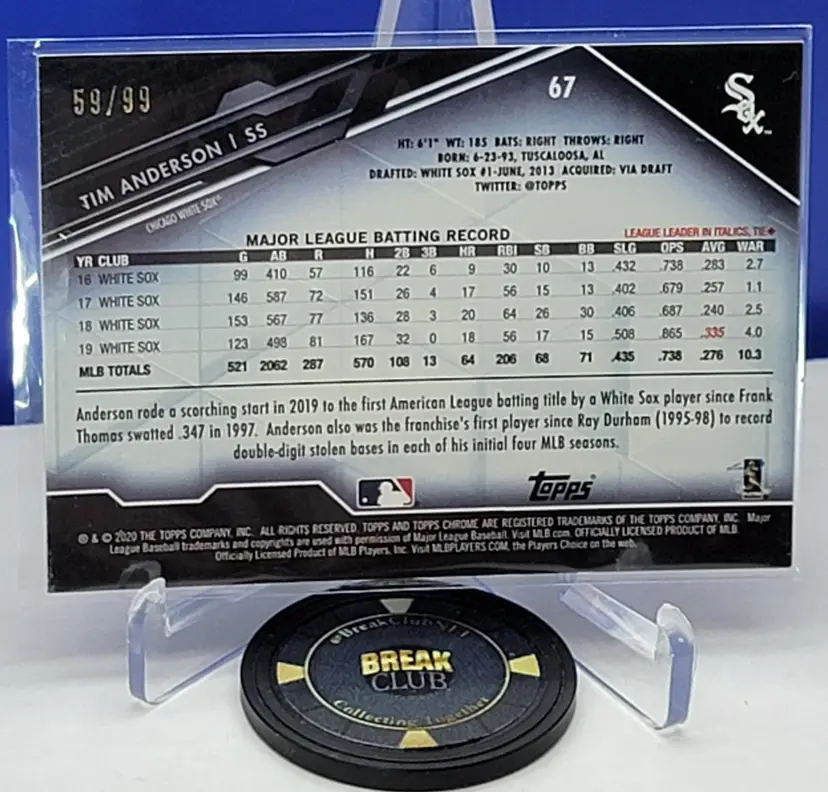 59/99
67
Sox
TIM ANDERSON | SS
CHICAGO WHITE SOX®
HT: 6'1" WT: 185 BATS: RIGHT THROWS: RIGHT
BORN: 6-23-93, TUSCALOOSA, AL
DRAFTED: WHITE SOX #1-JUNE, 2013 ACQUIRED: VIA DRAFT
TWITTER: @TOPPS
MAJOR LEAGUE BATTING RECORD
LEAGUE LEADER IN ITALICS, TIE ♦
YR CLUB G AB R H 2B 3B HR RBI SB BB SLG OPS AVG WAR
16 WHITE SOX 99 410 57 116 22 6 9 30 10 13 .432 .738 .283 2.7
17 WHITE SOX 146 587 72 151 26 4 17 56 15 13 .402 .679 .257 1.1
18 WHITE SOX 153 567 77 136 28 3 20 64 26 30 .406 .687 .240 2.5
19 WHITE SOX 123 498 81 167 32 0 18 56 17 15 .508 .865 .335 4.0
MLB TOTALS 521 2062 287 570 108 13 64 206 68 71 .435 .738 .276 10.3
Anderson rode a scorching start in 2019 to the first American League batting title by a White Sox player since Frank
Thomas swatted .347 in 1997. Anderson also was the franchise's first player since Ray Durham (1995-98) to record
double-digit stolen bases in each of his initial four MLB seasons.
Topps®
® & © 2020 THE TOPPS COMPANY, INC. ALL RIGHTS RESERVED. TOPPS AND TOPPS CHROME ARE REGISTERED TRADEMARKS OF THE TOPPS COMPANY, INC. Major
League Baseball trademarks and copyrights are used with permission of Major League Baseball. Visit MLB.com. OFFICIALLY LICENSED PRODUCT OF MLB
Officially Licensed Product of MLB Players, Inc. Visit MLBPLAYERS.COM, the Players Choice on the web.
@BreakClubNFT
BREAK
CLUB
Collecting Together